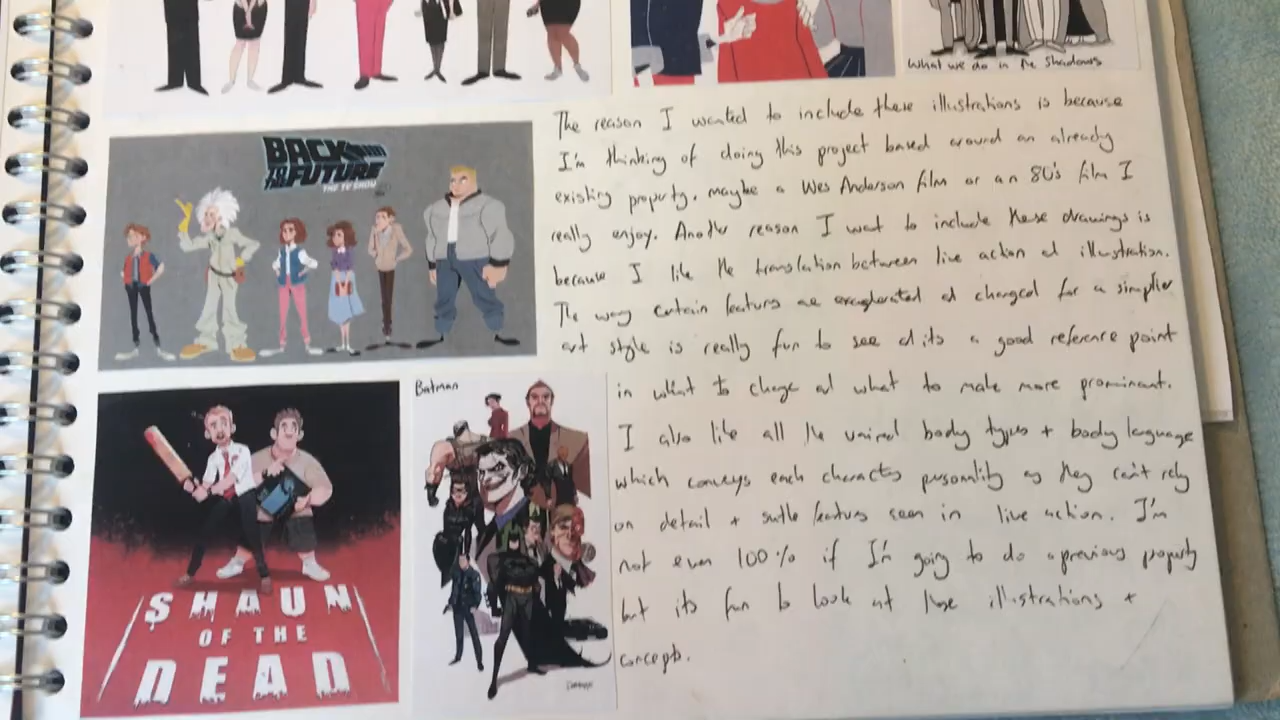 What we do in the Shadows
The reason I wanted to include these illustrations is because
I'm thinking of doing this project based around an already
existing property. maybe a Wes Anderson film or an 80's film I
really enjoy. Another reason I want to include these drawings is
because I like the translation between live action and illustration.
The way certain features are exaggerated and changed for a simplier
art style is really fun to see and its a good reference point
in what to change and what to make more prominant.
I also like all the varied body types + body language
which conveys each characters personality as they can't rely
on detail + subtle features seen in live action. I'm
not even 100% if I'm going to do a previous property
but its fun to look at these illustrations +
concepts.
BACK
TO THE
FUTURE
THE TV SHOW
Batman
SHAUN
OF THE
DEAD